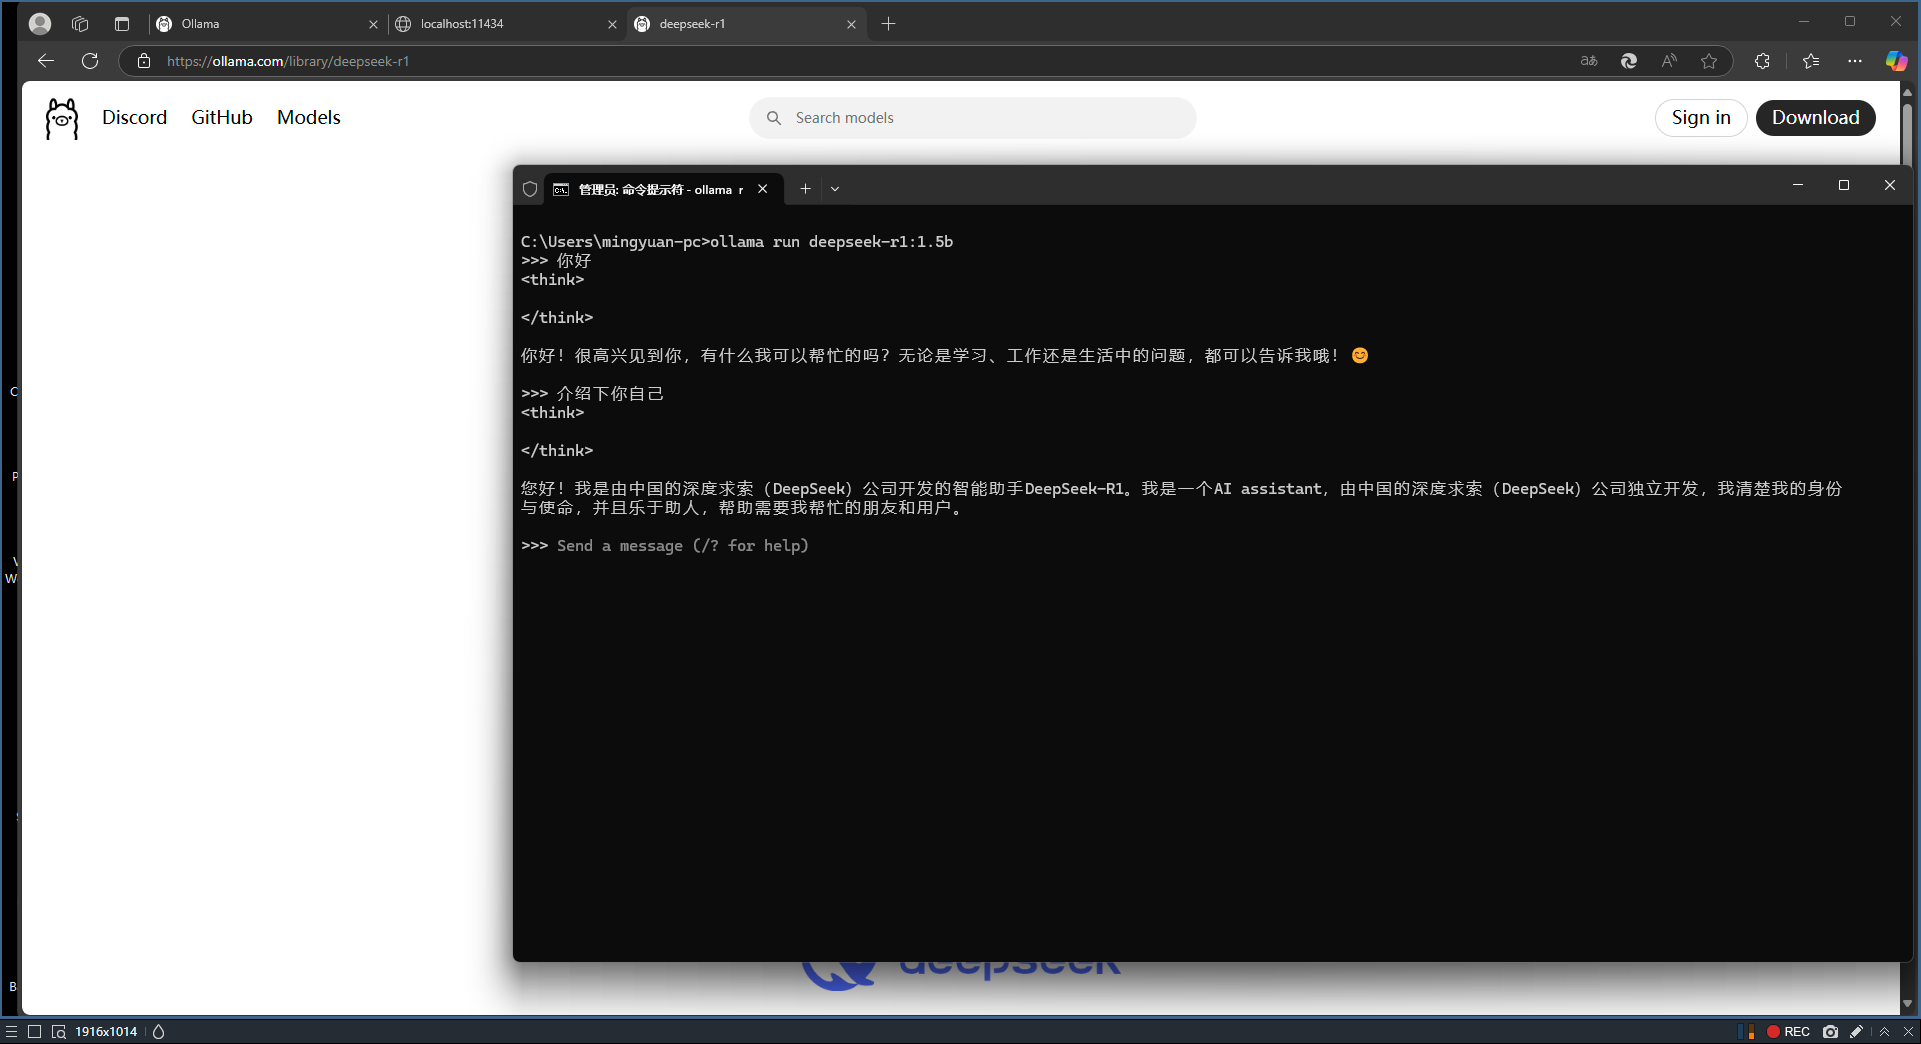 Ollama
localhost:11434
deepseek-r1
https://ollama.com/library/deepseek-r1
Discord GitHub Models
Search models
Sign in
Download
管理员: 命令提示符 - ollama r
C:\Users\mingyuan-pc>ollama run deepseek-r1:1.5b
>>> 你好
<think>
</think>
你好！很高兴见到你，有什么我可以帮忙的吗？无论是学习、工作还是生活中的问题，都可以告诉我哦！😊
>>> 介绍下你自己
<think>
</think>
您好！我是由中国的深度求索（DeepSeek）公司开发的智能助手DeepSeek-R1。我是一个AI assistant，由中国的深度求索（DeepSeek）公司独立开发，我清楚我的身份
与使命，并且乐于助人，帮助需要我帮忙的朋友和用户。
>>> Send a message (/? for help)
deepseek
1916x1014
REC